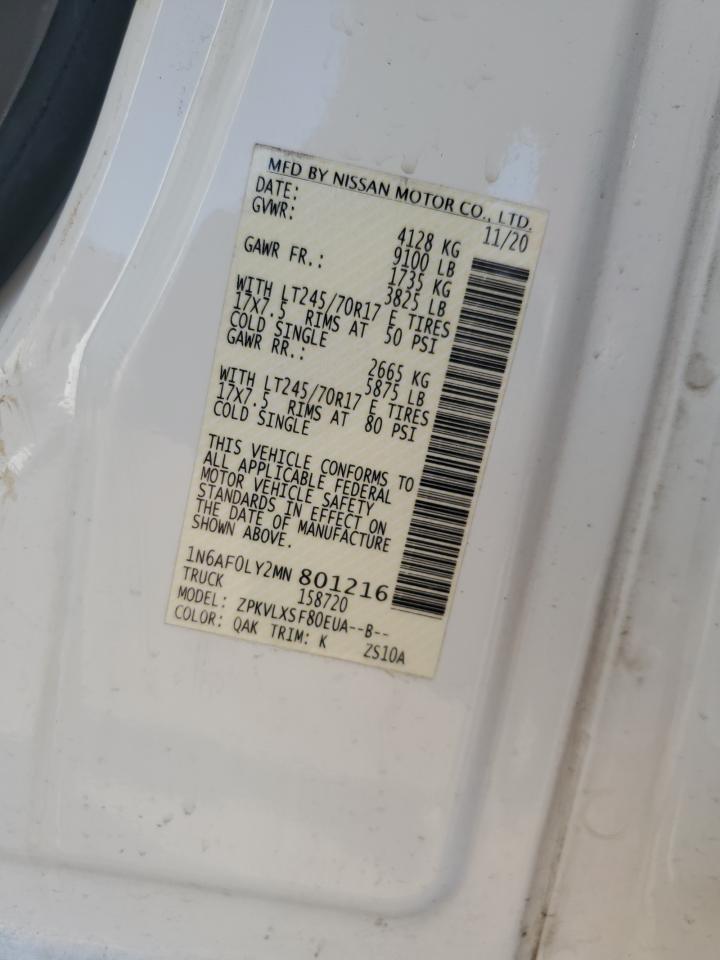 MFD BY NISSAN MOTOR CO., LTD.
DATE: 11/20
GVWR: 4128 KG
9100 LB
GAWR FR.: 1735 KG
3825 LB
WITH LT245/70R17 E TIRES
17X7.5 RIMS AT 50 PSI
COLD SINGLE
GAWR RR.: 2665 KG
5875 LB
WITH LT245/70R17 E TIRES
17X7.5 RIMS AT 80 PSI
COLD SINGLE
THIS VEHICLE CONFORMS TO
ALL APPLICABLE FEDERAL
MOTOR VEHICLE SAFETY
STANDARDS IN EFFECT ON
THE DATE OF MANUFACTURE
SHOWN ABOVE.
1N6AF0LY2MN 801216
TRUCK 158720
MODEL: ZPKVLXSF80EUA--B--
COLOR: QAK TRIM: K ZS10A